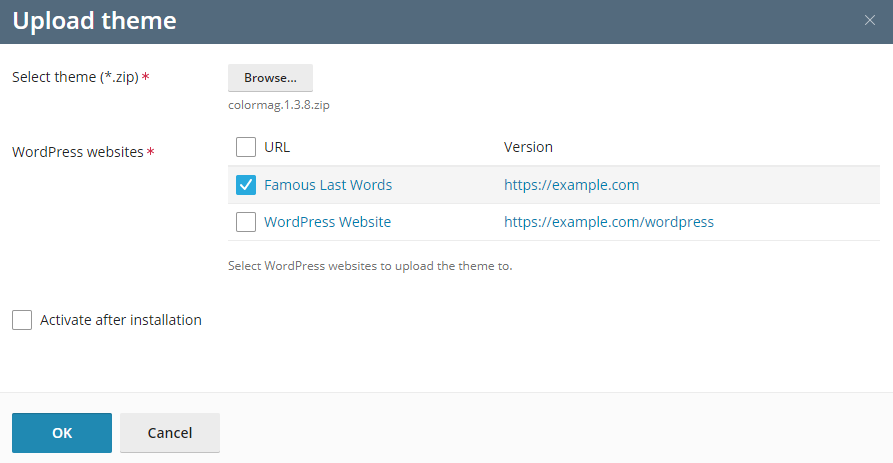 Upload theme
Select theme (*.zip) *
Browse...
colormag.1.3.8.zip
WordPress websites *
URL Version
Famous Last Words https://example.com
WordPress Website https://example.com/wordpress
Select WordPress websites to upload the theme to.
Activate after installation
OK Cancel